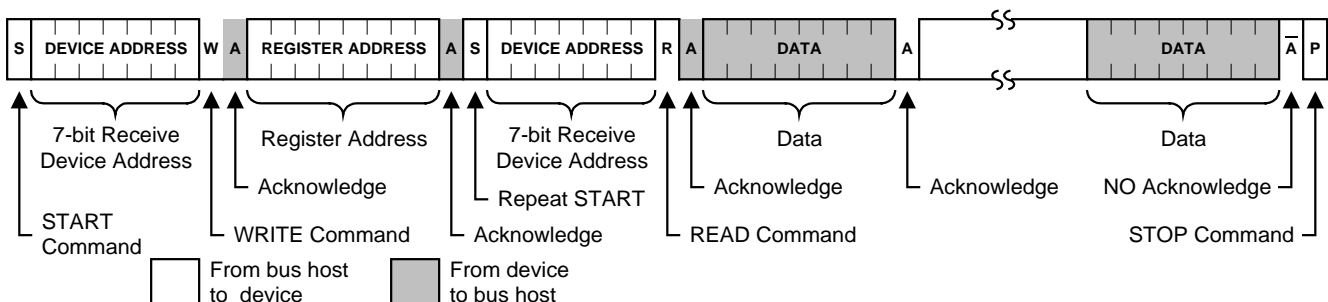 S DEVICE ADDRESS W A REGISTER ADDRESS A S DEVICE ADDRESS R A DATA A DATA A̅ P
7-bit Receive
Device Address
Register Address
7-bit Receive
Device Address
Data
Data
Acknowledge
Repeat START
Acknowledge
Acknowledge
NO Acknowledge
START
Command
WRITE Command
Acknowledge
READ Command
STOP Command
From bus host
to device
From device
to bus host